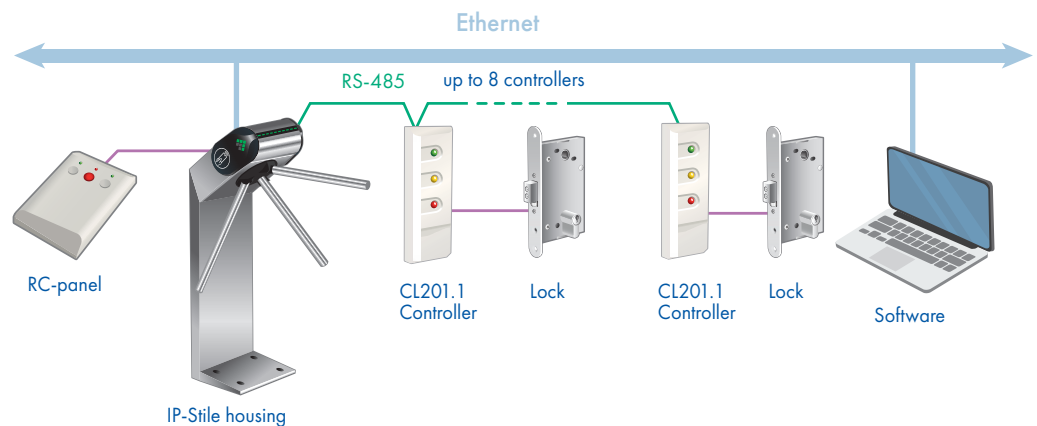 Ethernet
RS-485
up to 8 controllers
RC-panel
CL201.1
Controller
Lock
CL201.1
Controller
Lock
Software
IP-Stile housing